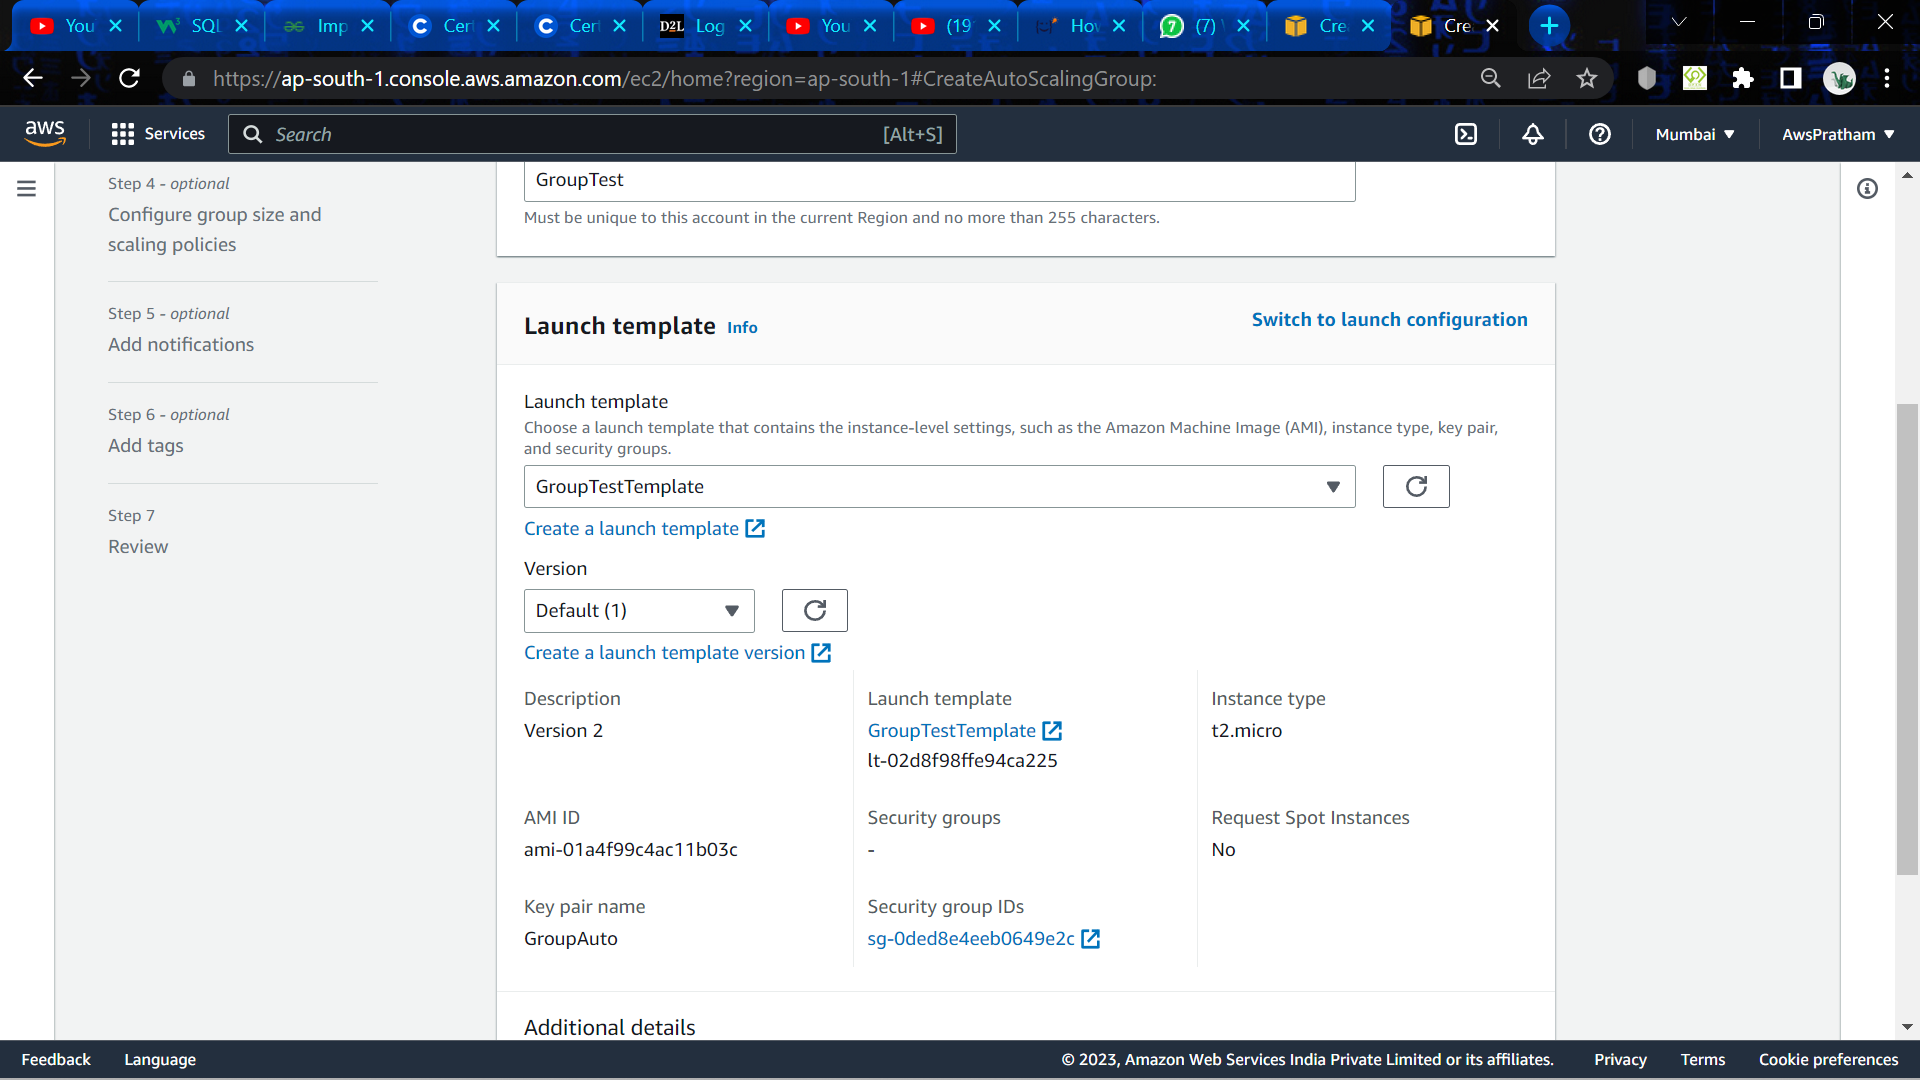 You
SQL
Imp
Cer
Cer
D2L Log
You
(19
Hov
7 (7)
Cre
Cre
https://ap-south-1.console.aws.amazon.com/ec2/home?region=ap-south-1#CreateAutoScalingGroup:
aws
Services
Search
[Alt+S]
Mumbai
AwsPratham
Step 4 - optional
Configure group size and
scaling policies
Step 5 - optional
Add notifications
Step 6 - optional
Add tags
Step 7
Review
GroupTest
Must be unique to this account in the current Region and no more than 255 characters.
Launch template Info
Switch to launch configuration
Launch template
Choose a launch template that contains the instance-level settings, such as the Amazon Machine Image (AMI), instance type, key pair,
and security groups.
GroupTestTemplate
Create a launch template
Version
Default (1)
Create a launch template version
Description
Version 2
Launch template
GroupTestTemplate
lt-02d8f98ffe94ca225
Instance type
t2.micro
AMI ID
ami-01a4f99c4ac11b03c
Security groups
-
Request Spot Instances
No
Key pair name
GroupAuto
Security group IDs
sg-0ded8e4eeb0649e2c
Additional details
Feedback
Language
© 2023, Amazon Web Services India Private Limited or its affiliates.
Privacy
Terms
Cookie preferences